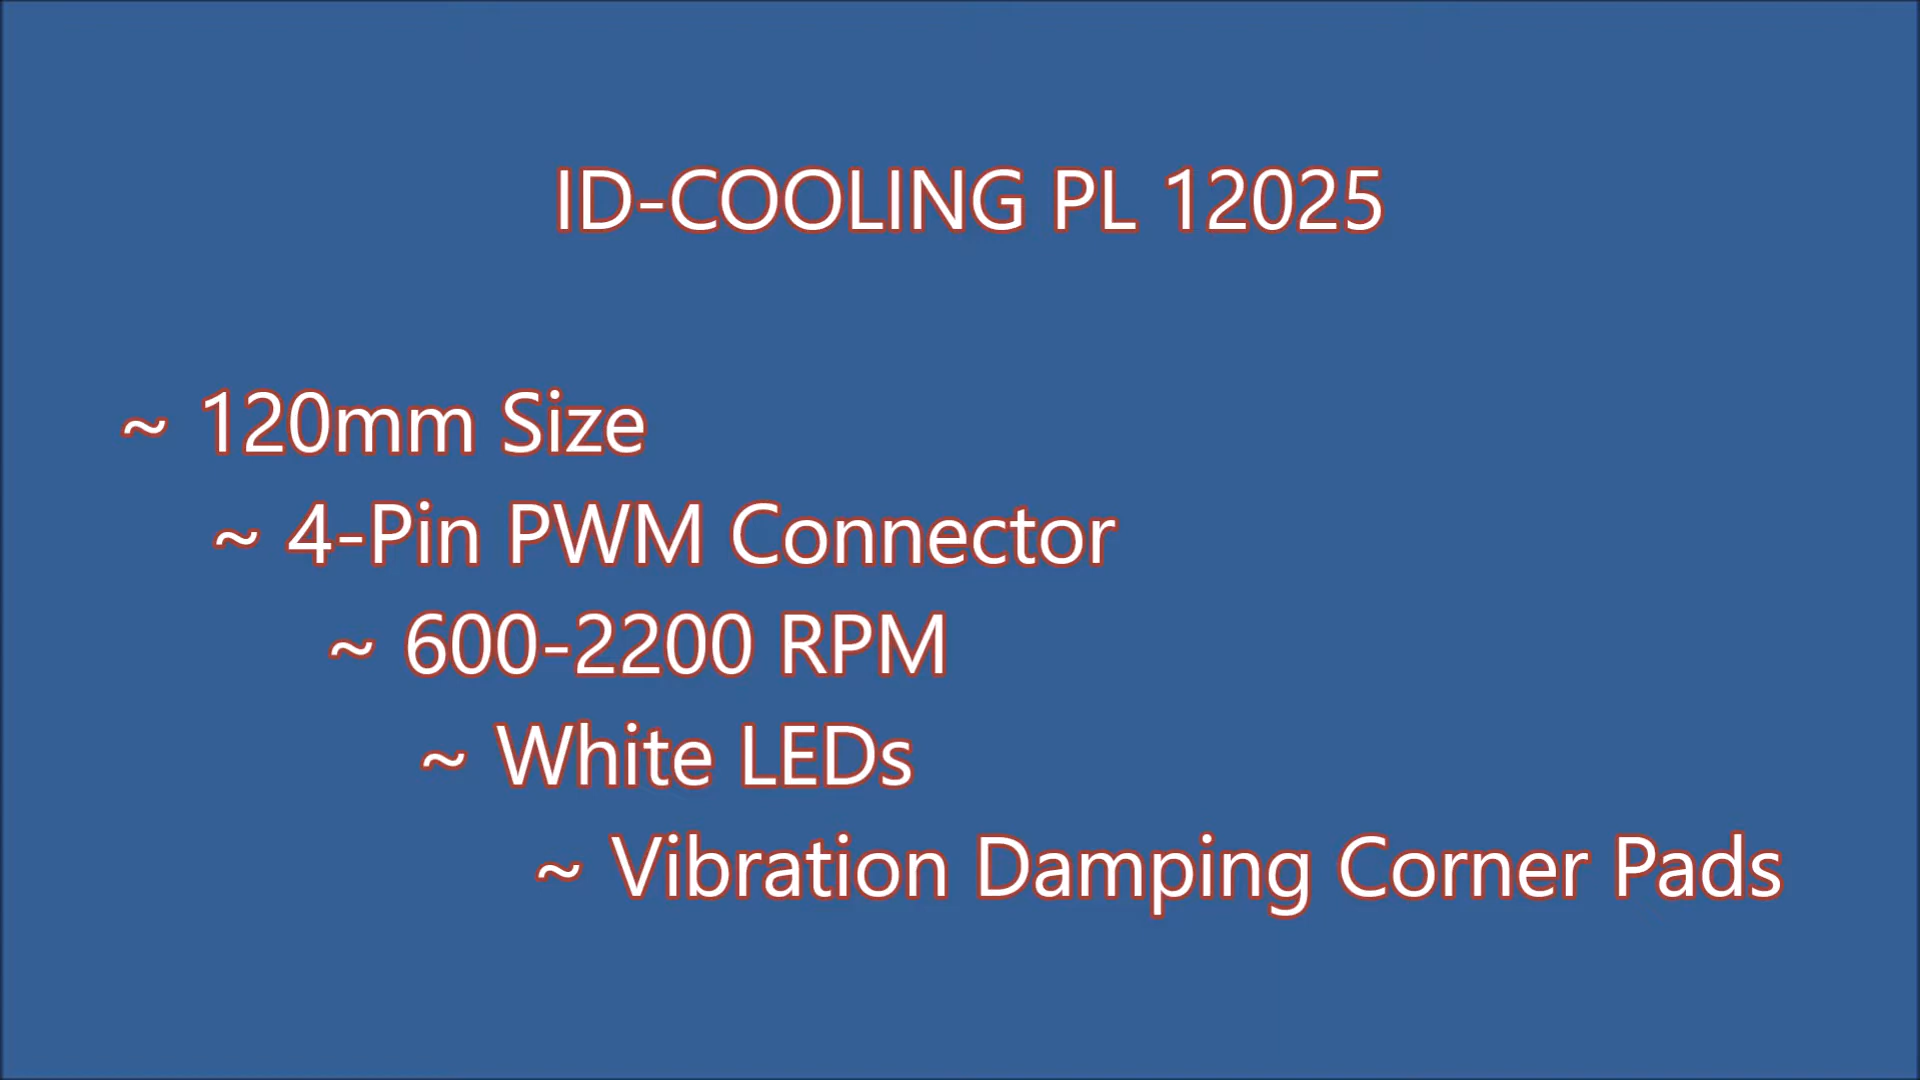 ID-COOLING PL 12025
~ 120mm Size
~ 4-Pin PWM Connector
~ 600-2200 RPM
~ White LEDs
~ Vibration Damping Corner Pads